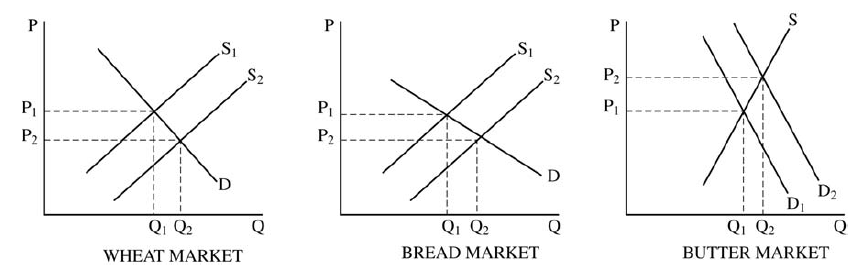 P
S₁
S₂
P₁
P₂
D
Q₁ Q₂ Q
WHEAT MARKET
P
S₁
S₂
P₁
P₂
D
Q₁ Q₂ Q
BREAD MARKET
P
S
P₂
P₁
D₁
D₂
Q₁ Q₂ Q
BUTTER MARKET